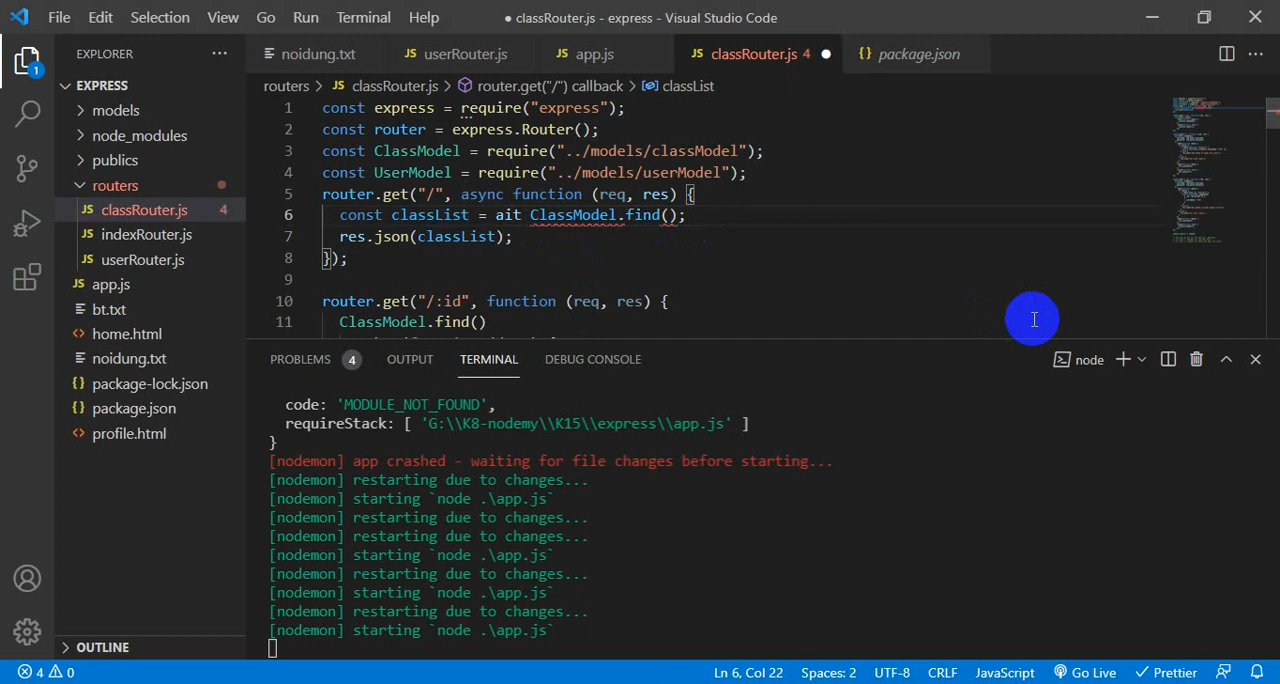 File Edit Selection View Go Run Terminal Help
● classRouter.js - express - Visual Studio Code
EXPLORER
noidung.txt
JS userRouter.js
JS app.js
JS classRouter.js 4 ●
{} package.json
1
EXPRESS
models
node_modules
publics
routers
JS classRouter.js 4
JS indexRouter.js
JS userRouter.js
JS app.js
bt.txt
<> home.html
noidung.txt
{} package-lock.json
{} package.json
<> profile.html
OUTLINE
routers > JS classRouter.js > router.get("/") callback > classList
1 const express = require("express");
2 const router = express.Router();
3 const ClassModel = require("../models/classModel");
4 const UserModel = require("../models/userModel");
5 router.get("/", async function (req, res) {
6 const classList = ait ClassModel.find();
7 res.json(classList);
8 });
9
10 router.get("/:id", function (req, res) {
11 ClassModel.find()
PROBLEMS 4 OUTPUT TERMINAL DEBUG CONSOLE
node
code: 'MODULE_NOT_FOUND',
requireStack: [ 'G:\\K8-nodemy\\K15\\express\\app.js' ]
}
[nodemon] app crashed - waiting for file changes before starting...
[nodemon] restarting due to changes...
[nodemon] starting `node .\app.js`
[nodemon] restarting due to changes...
[nodemon] restarting due to changes...
[nodemon] starting `node .\app.js`
[nodemon] restarting due to changes...
[nodemon] starting `node .\app.js`
[nodemon] restarting due to changes...
[nodemon] starting `node .\app.js`
4 0
Ln 6, Col 22 Spaces: 2 UTF-8 CRLF JavaScript Go Live Prettier